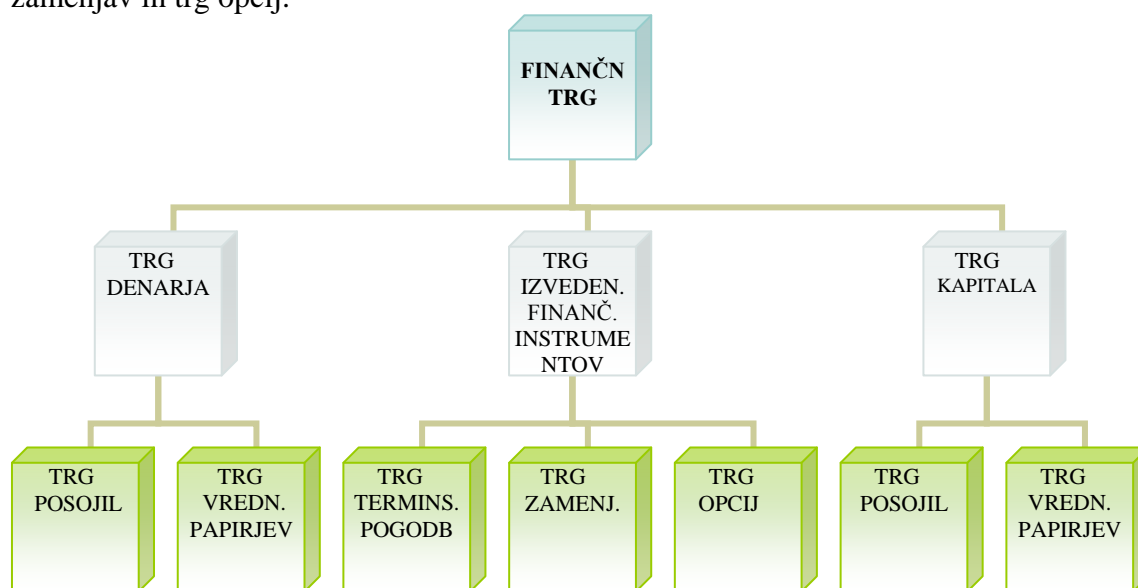 zamenjav in trg opcij.
FINANČN
TRG
TRG
DENARJA
TRG
IZVEDEN.
FINANČ.
INSTRUME
NTOV
TRG
KAPITALA
TRG
POSOJIL
TRG
VREDN.
PAPIRJEV
TRG
TERMINS.
POGODB
TRG
ZAMENJ.
TRG
OPCIJ
TRG
POSOJIL
TRG
VREDN.
PAPIRJEV